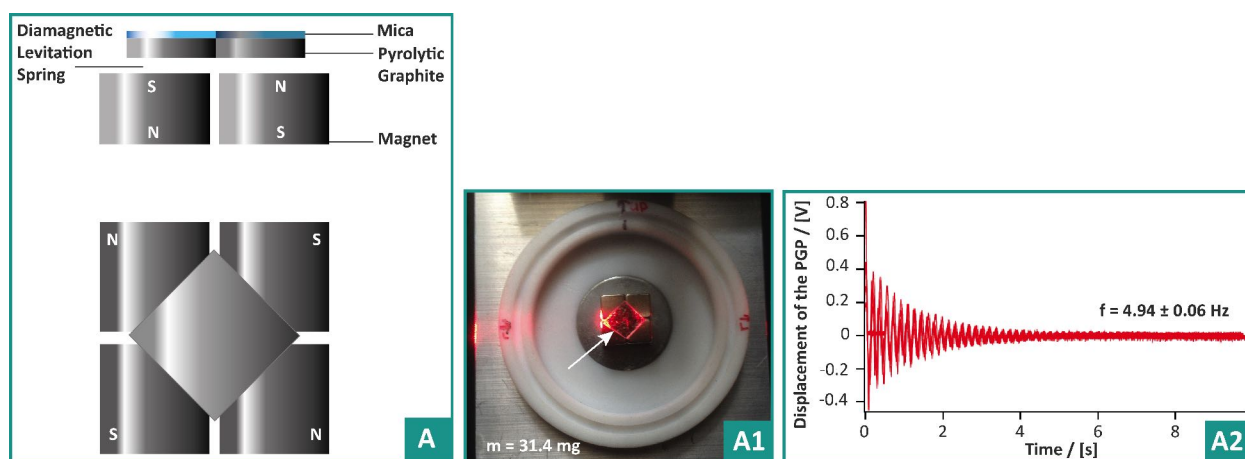 Diamagnetic
Levitation
Spring
Mica
Pyrolytic
Graphite
S
N
N
S
Magnet
N
S
S
N
A
m = 31.4 mg
A1
Displacement of the PGP / [V]
0.8
0.6
0.4
0.2
0
-0.2
-0.4
f = 4.94 ± 0.06 Hz
0
2
4
6
8
Time / [s]
A2